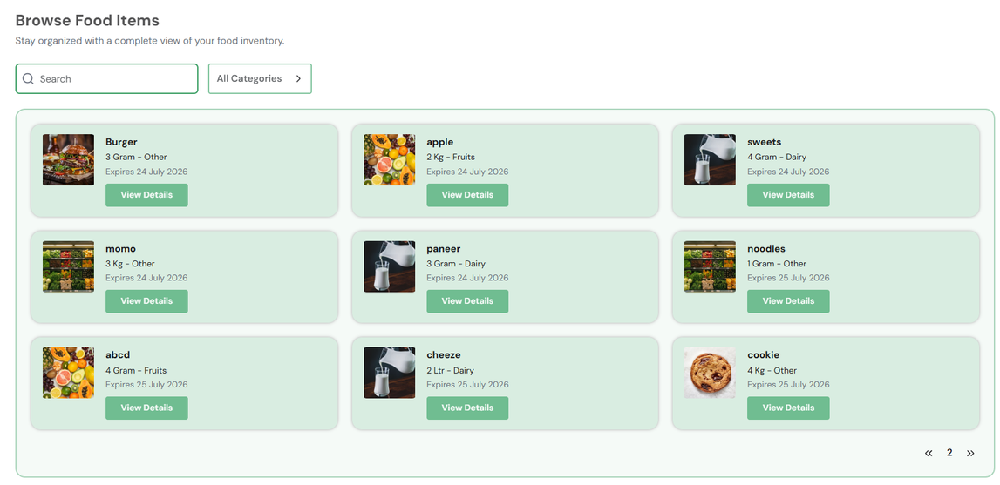 Browse Food Items
Stay organized with a complete view of your food inventory.
Search
All Categories
Burger
3 Gram - Other
Expires 24 July 2026
View Details
apple
2 Kg - Fruits
Expires 24 July 2026
View Details
sweets
4 Gram - Dairy
Expires 24 July 2026
View Details
momo
3 Kg - Other
Expires 24 July 2026
View Details
paneer
3 Gram - Dairy
Expires 24 July 2026
View Details
noodles
1 Gram - Other
Expires 25 July 2026
View Details
abcd
4 Gram - Fruits
Expires 25 July 2026
View Details
cheeze
2 Ltr - Dairy
Expires 25 July 2026
View Details
cookie
4 Kg - Other
Expires 25 July 2026
View Details
« 2 »